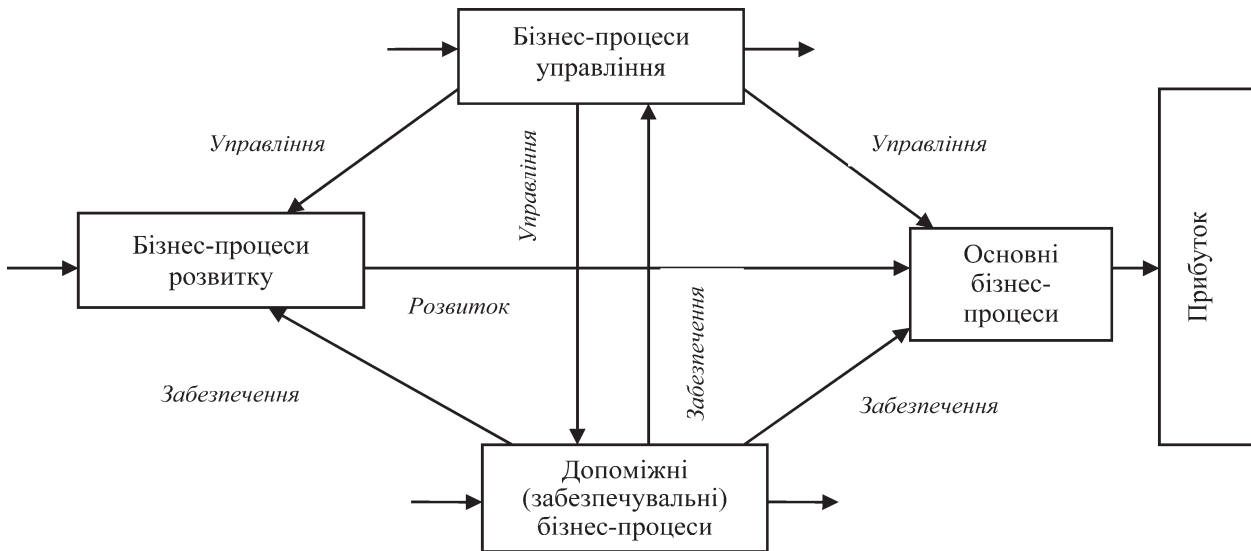 Бізнес-процеси
управління
Управління
Управління
Управління
Бізнес-процеси
розвитку
Розвиток
Основні
бізнес-
процеси
Прибуток
Забезпечення
Забезпечення
Забезпечення
Допоміжні
(забезпечувальні)
бізнес-процеси